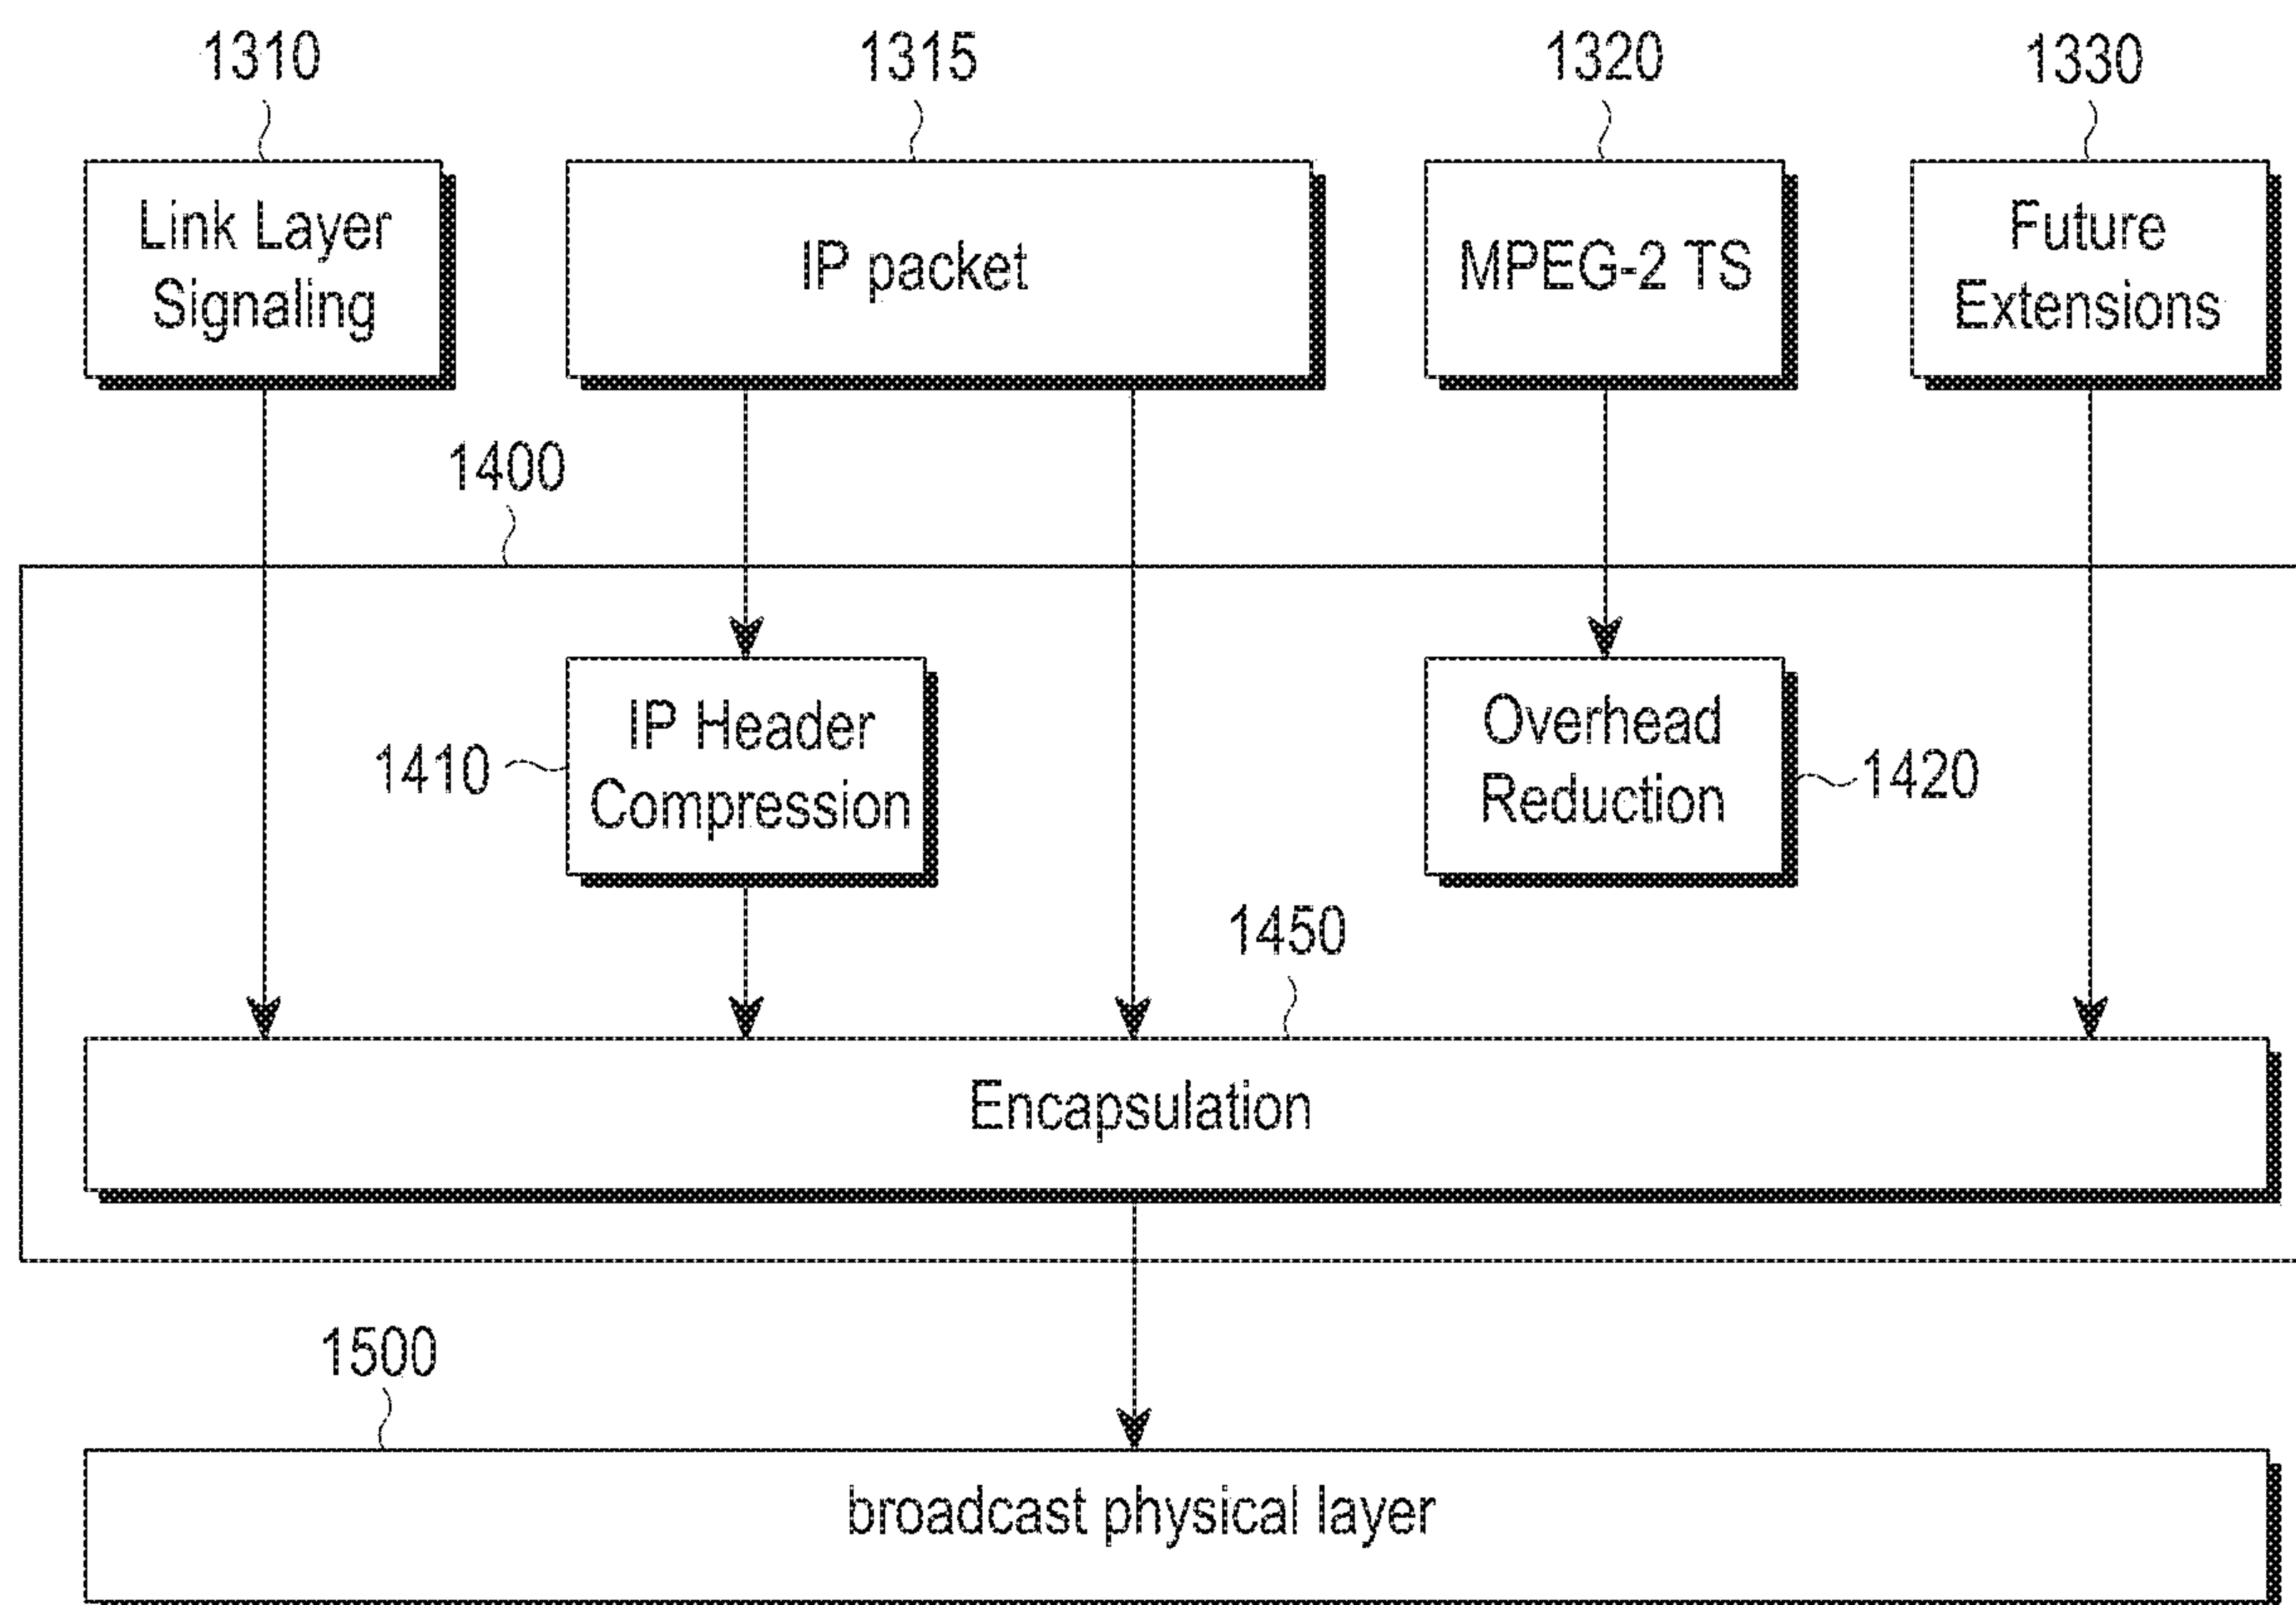 1310
1315
1320
1330
Link Layer
Signaling
IP packet
MPEG-2 TS
Future
Extensions
1400
IP Header
Compression
1410
Overhead
Reduction
1420
1450
Encapsulation
1500
broadcast physical layer